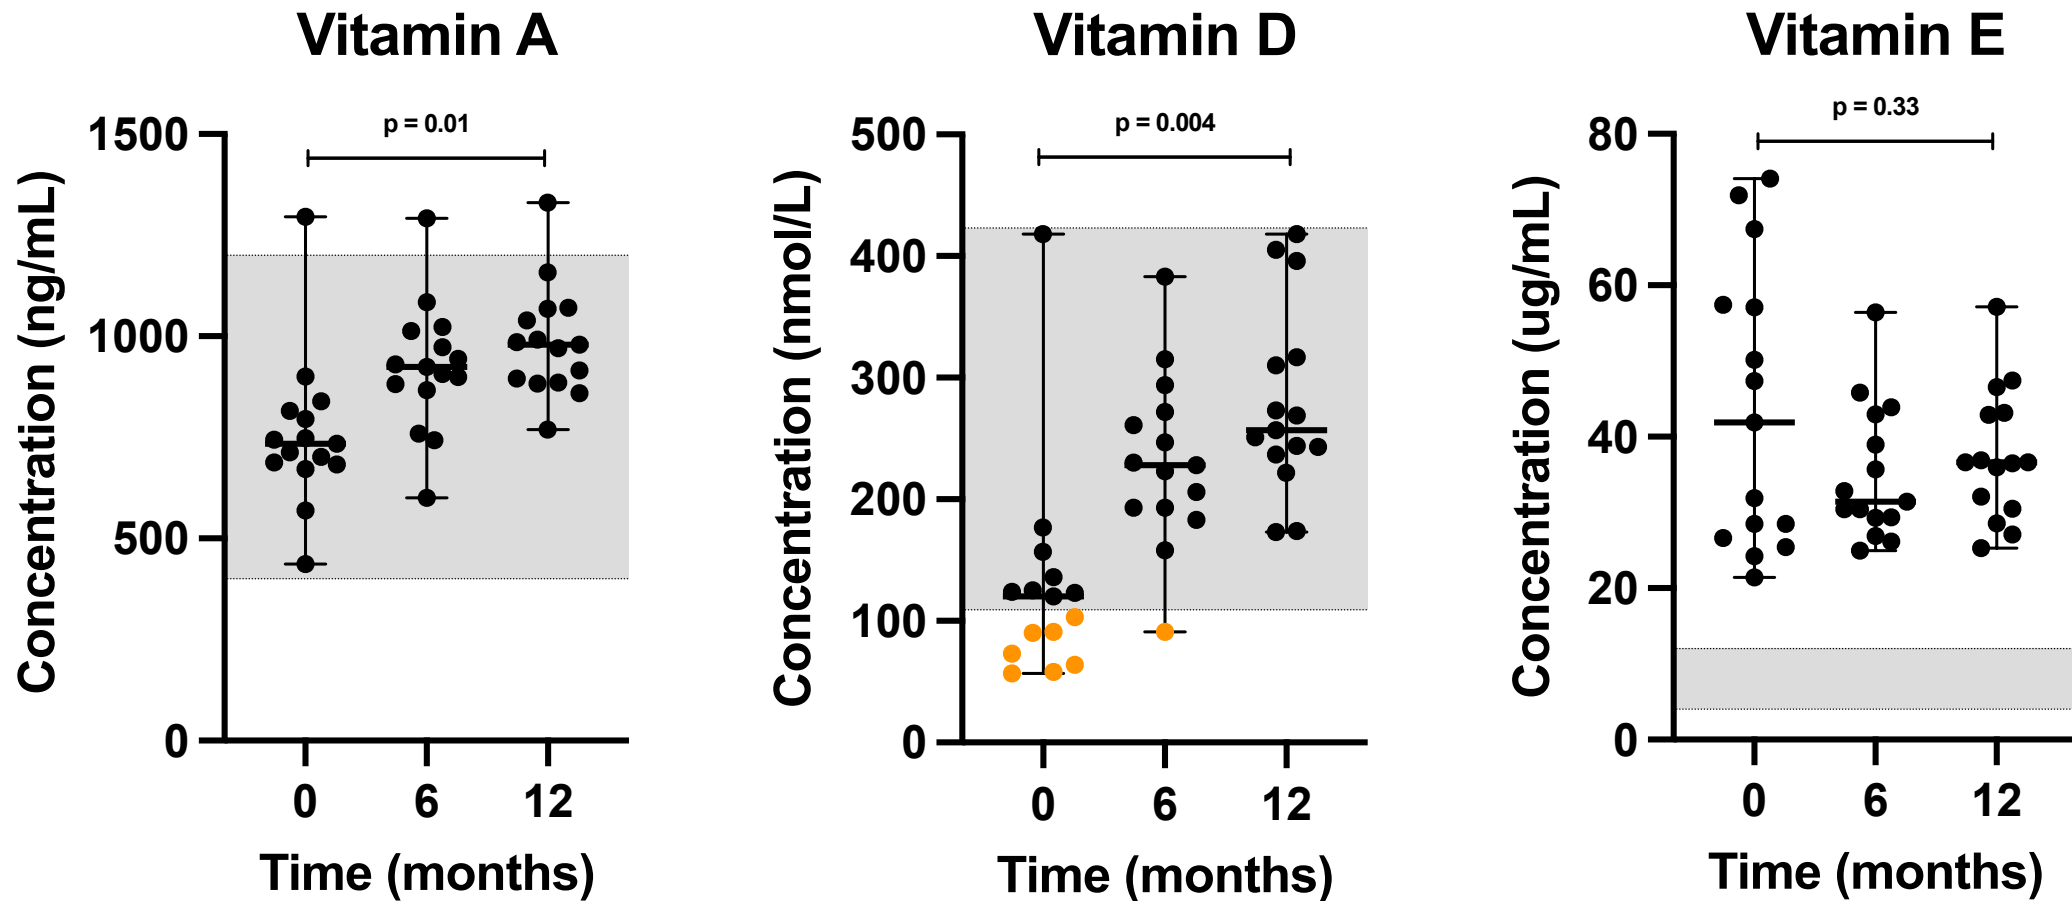 Vitamin A
p = 0.01
1500
1000
500
0
Concentration (ng/mL)
0 6 12
Time (months)
Vitamin D
p = 0.004
500
400
300
200
100
0
Concentration (nmol/L)
0 6 12
Time (months)
Vitamin E
p = 0.33
80
60
40
20
0
Concentration (ug/mL)
0 6 12
Time (months)